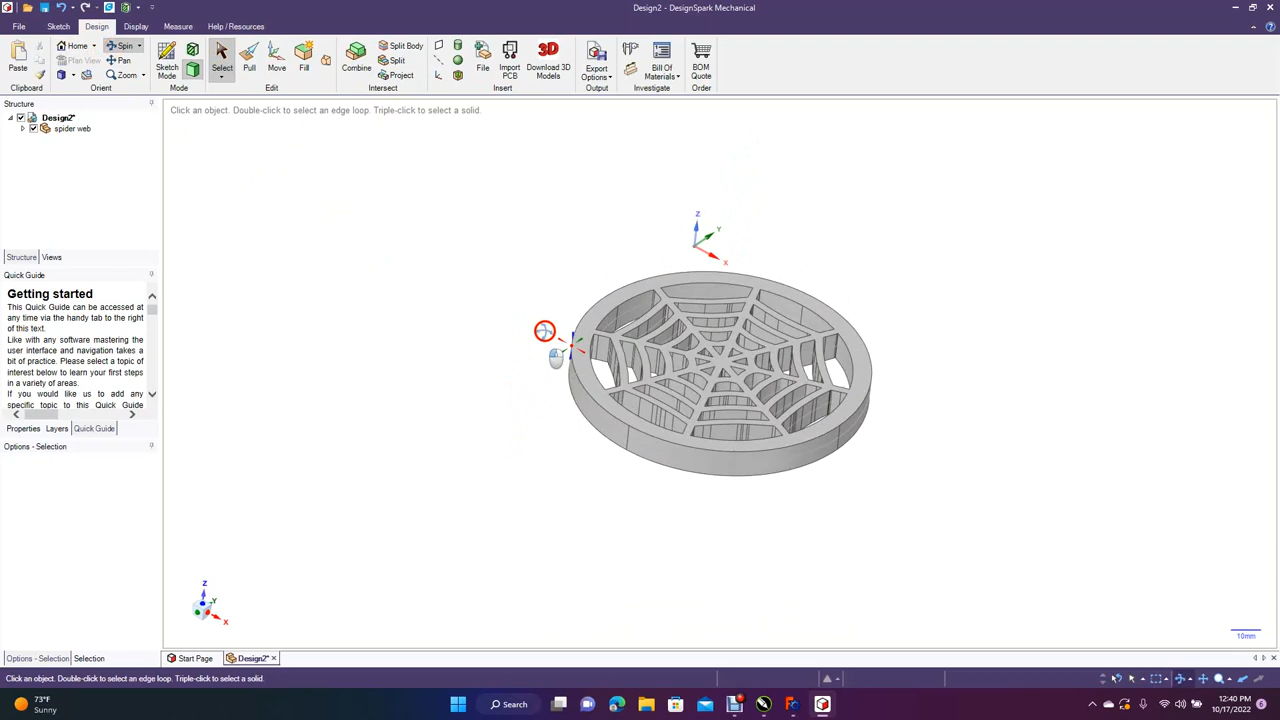 Design2 - DesignSpark Mechanical
File Sketch Design Display Measure Help / Resources
Paste
Clipboard
Home Spin
Plan View Pan
Zoom
Orient
Sketch Mode
Mode
Select
Pull
Move
Fill
Edit
Combine
Split Body
Split
Project
Intersect
File
Import PCB
Download 3D Models
Insert
Export Options
Output
Bill Of Materials
Investigate
BOM Quote
Order
Structure
Design2*
spider web
Click an object. Double-click to select an edge loop. Triple-click to select a solid.
Z
Y
X
Structure Views
Quick Guide
Getting started
This Quick Guide can be accessed at
any time via the handy tab to the right
of this text.
Like with any software mastering the
user interface and navigation takes a
bit of practice. Please select a topic of
interest below to learn your first steps
in a variety of areas.
If you would like us to add any
specific topic to this Quick Guide
Properties Layers Quick Guide
Options - Selection
Z
Y
X
10mm
Options - Selection Selection
Start Page Design2*
Click an object. Double-click to select an edge loop. Triple-click to select a solid.
73°F
Sunny
Search
12:40 PM
10/17/2022